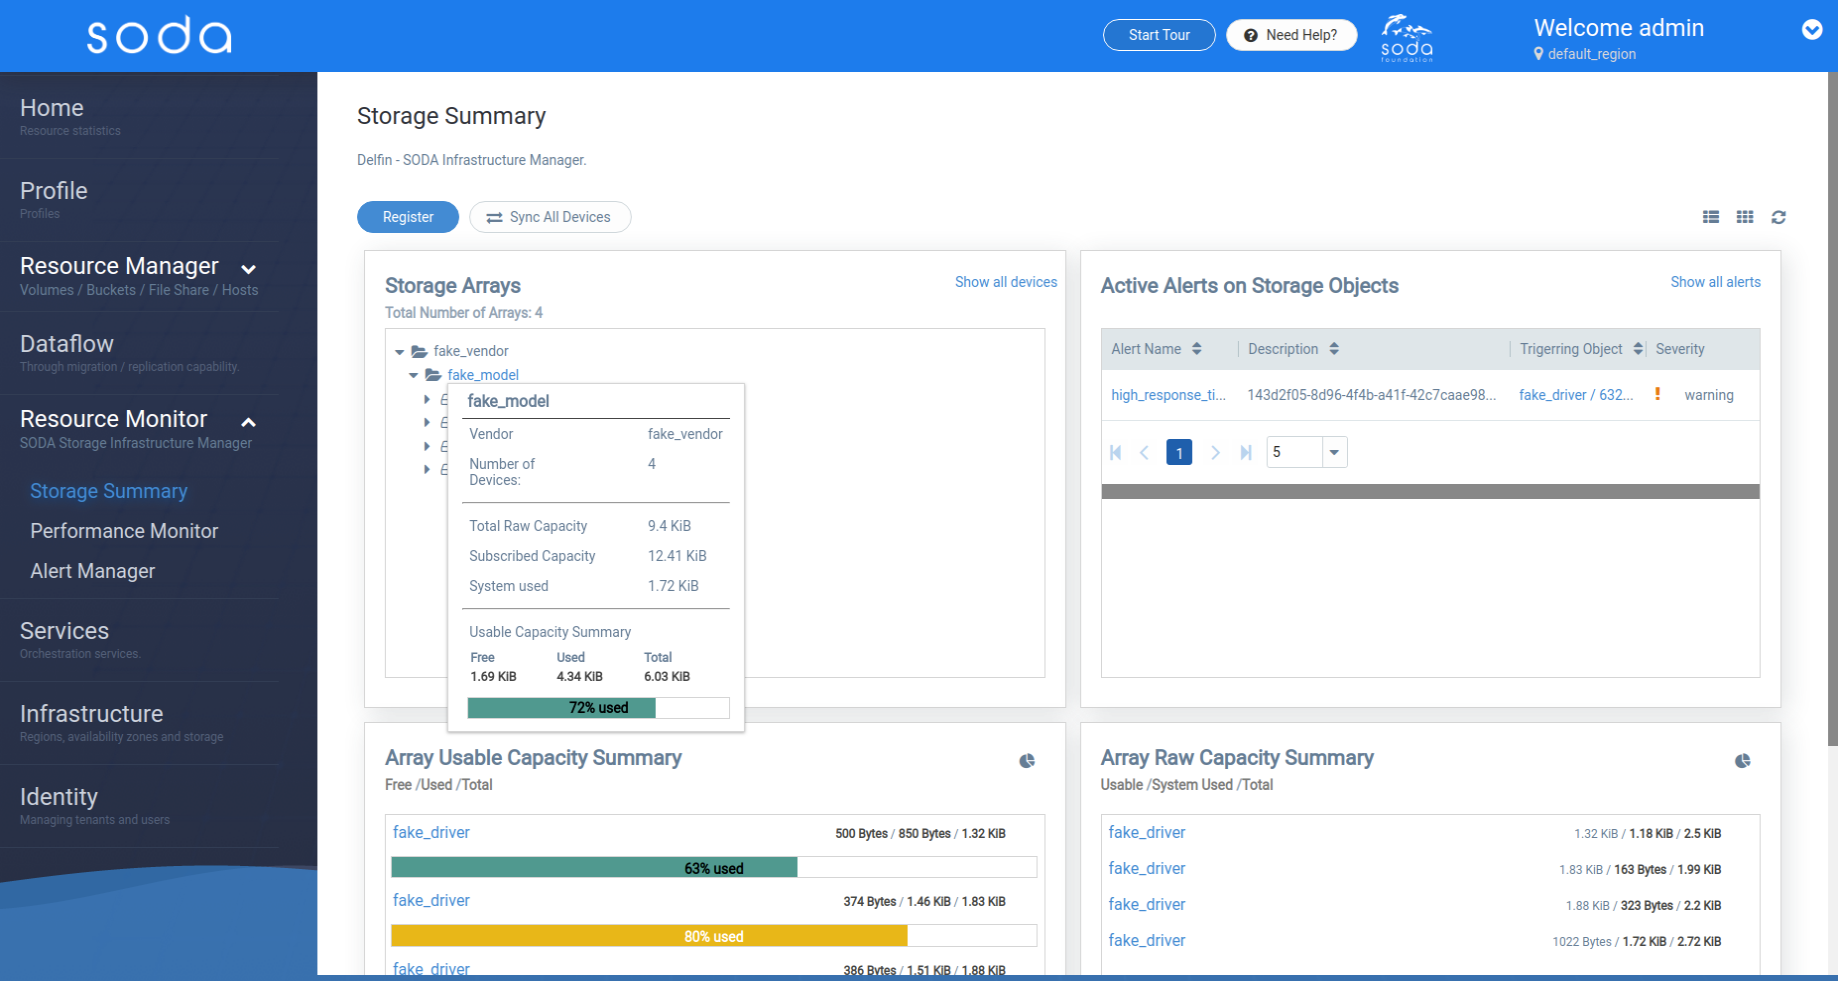 soda
Start Tour
Need Help?
soda
foundation
Welcome admin
default_region
Home
Resource statistics
Profile
Profiles
Resource Manager
Volumes / Buckets / File Share / Hosts
Dataflow
Through migration / replication capability.
Resource Monitor
SODA Storage Infrastructure Manager
Storage Summary
Performance Monitor
Alert Manager
Services
Orchestration services.
Infrastructure
Regions, availability zones and storage
Identity
Managing tenants and users
Storage Summary
Delfin - SODA Infrastructure Manager.
Register
Sync All Devices
Storage Arrays
Show all devices
Total Number of Arrays: 4
fake_vendor
fake_model
fake_model
Vendor fake_vendor
Number of Devices: 4
Total Raw Capacity 9.4 KiB
Subscribed Capacity 12.41 KiB
System used 1.72 KiB
Usable Capacity Summary
Free Used Total
1.69 KiB 4.34 KiB 6.03 KiB
72% used
Active Alerts on Storage Objects
Show all alerts
Alert Name Description Trigerring Object Severity
high_response_ti... 143d2f05-8d96-4f4b-a41f-42c7caae98... fake_driver / 632... warning
1 5
Array Usable Capacity Summary
Free /Used /Total
fake_driver 500 Bytes / 850 Bytes / 1.32 KiB
63% used
fake_driver 374 Bytes / 1.46 KiB / 1.83 KiB
80% used
fake_driver 386 Bytes / 1.51 KiB / 1.88 KiB
Array Raw Capacity Summary
Usable /System Used /Total
fake_driver 1.32 KiB / 1.18 KiB / 2.5 KiB
fake_driver 1.83 KiB / 163 Bytes / 1.99 KiB
fake_driver 1.88 KiB / 323 Bytes / 2.2 KiB
fake_driver 1022 Bytes / 1.72 KiB / 2.72 KiB